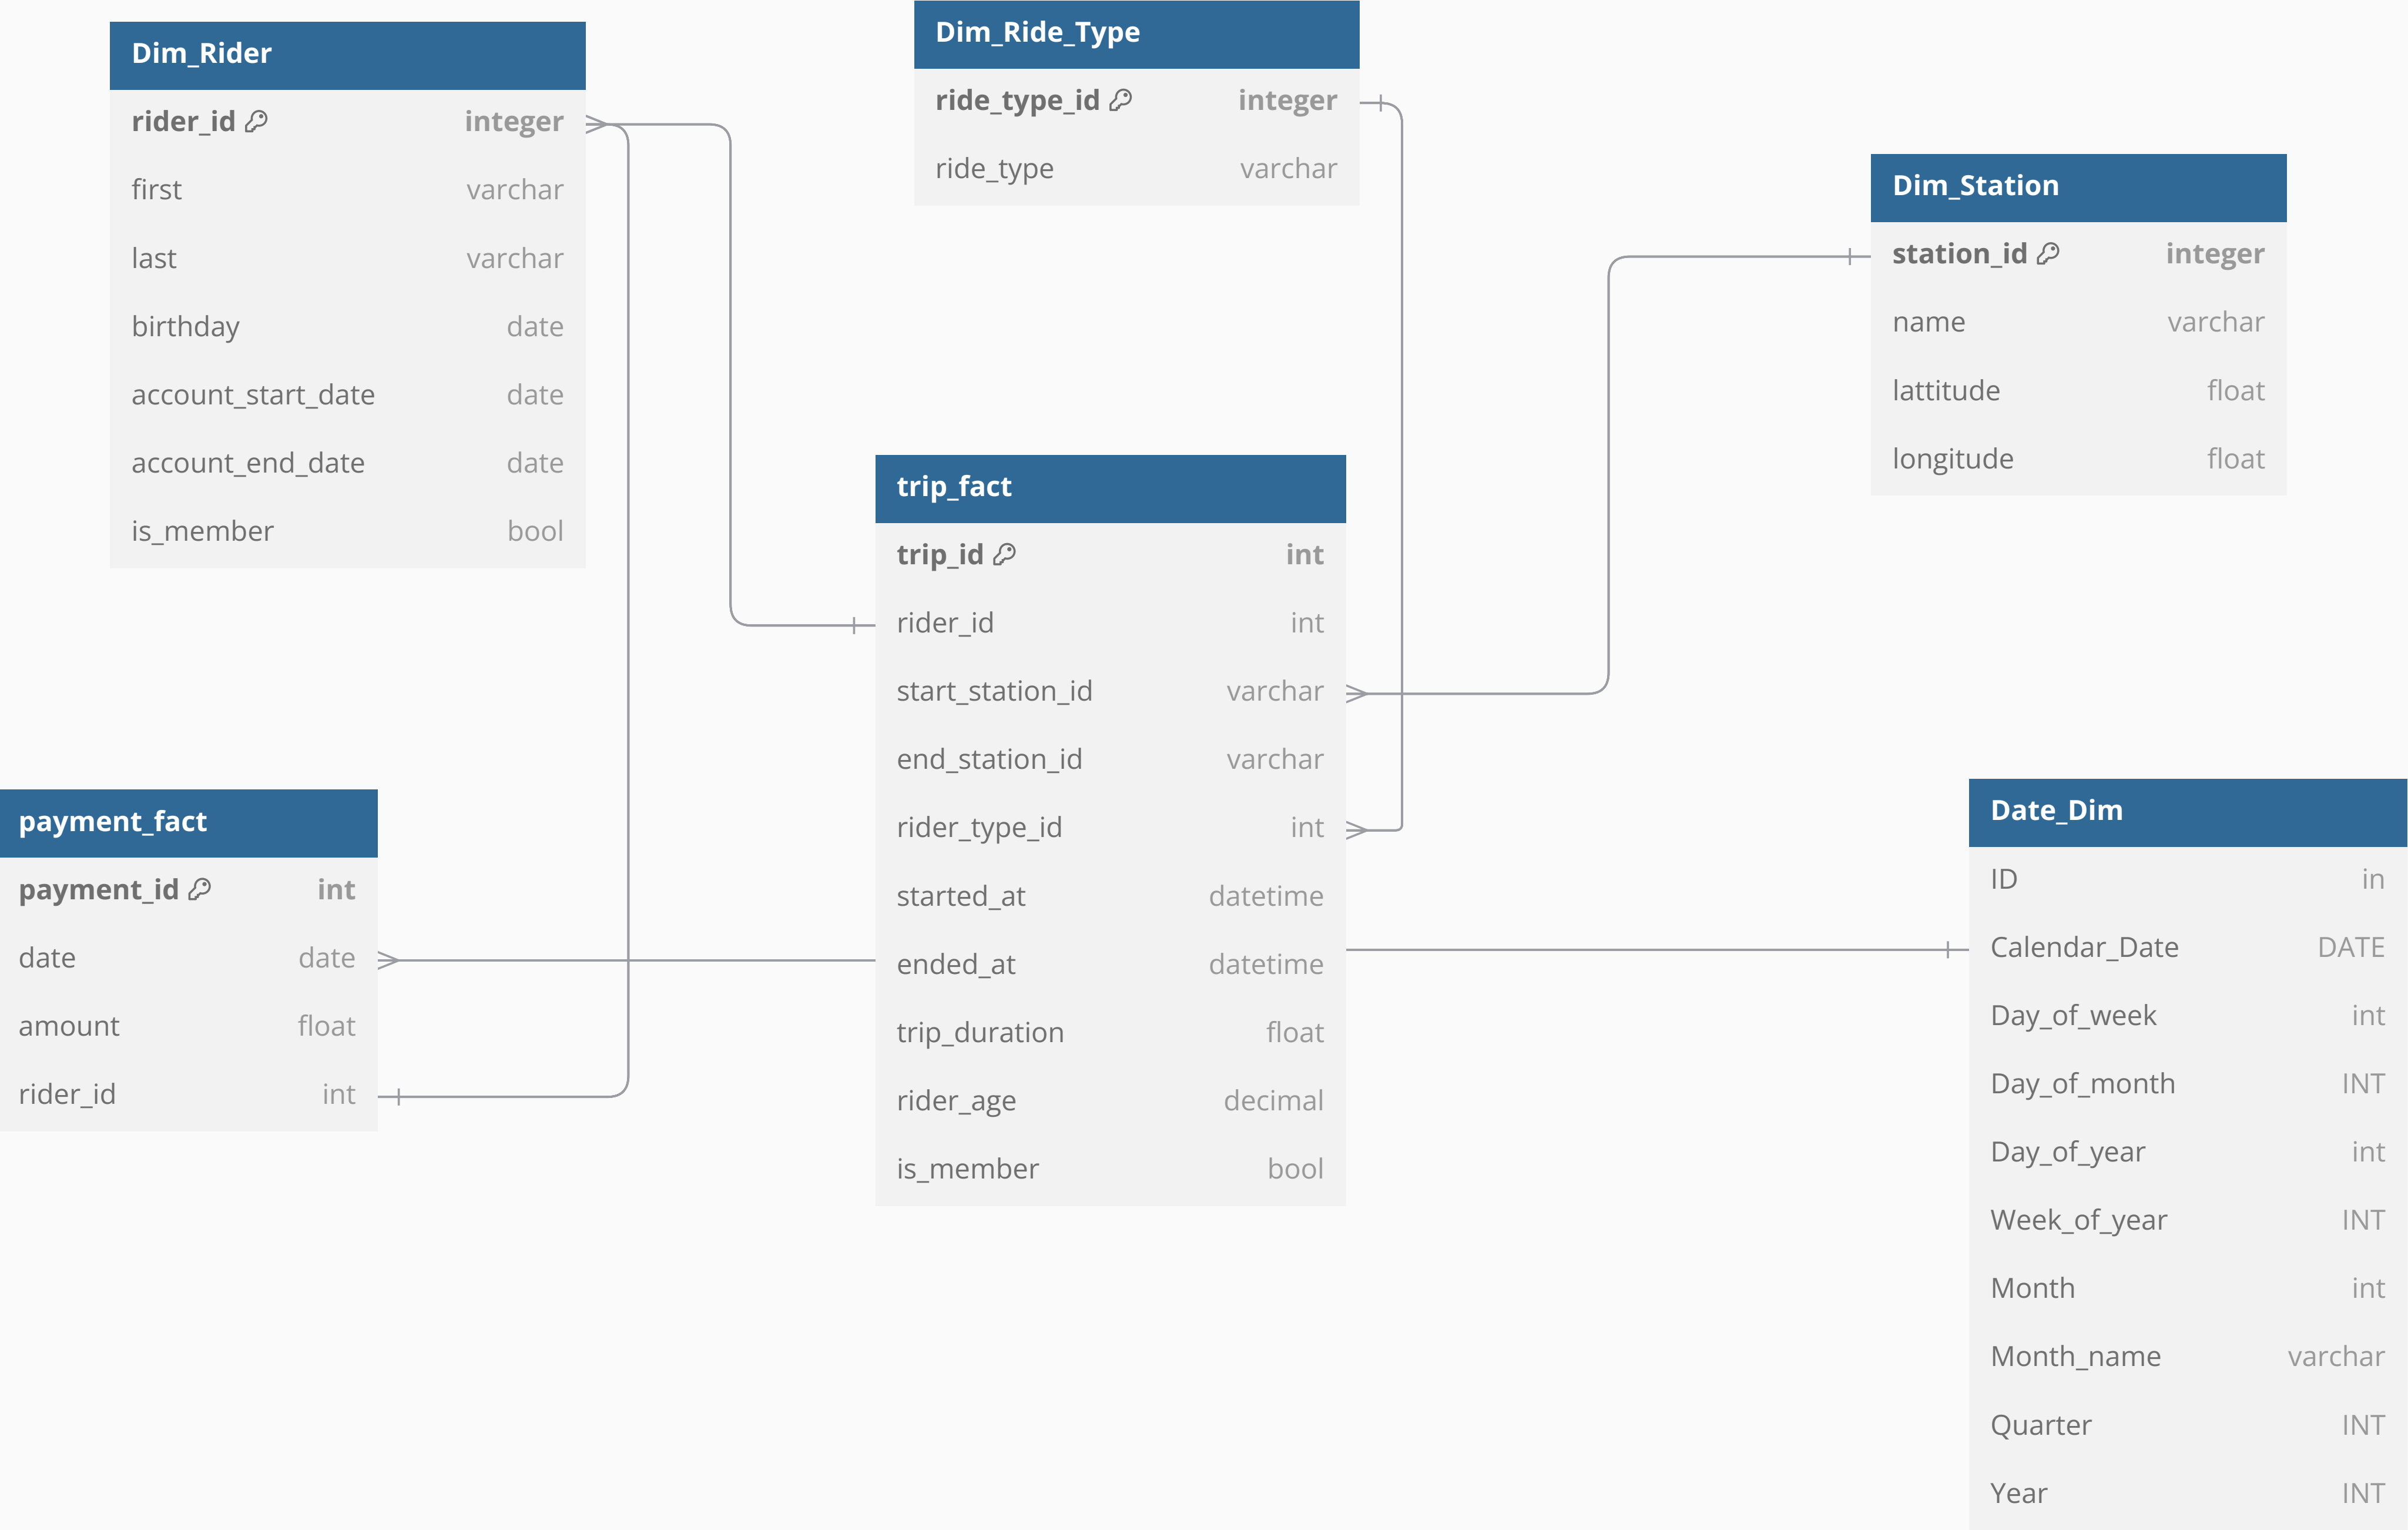 Dim_Rider
rider_id integer
first varchar
last varchar
birthday date
account_start_date date
account_end_date date
is_member bool
Dim_Ride_Type
ride_type_id integer
ride_type varchar
Dim_Station
station_id integer
name varchar
lattitude float
longitude float
trip_fact
trip_id int
rider_id int
start_station_id varchar
end_station_id varchar
rider_type_id int
started_at datetime
ended_at datetime
trip_duration float
rider_age decimal
is_member bool
payment_fact
payment_id int
date date
amount float
rider_id int
Date_Dim
ID in
Calendar_Date DATE
Day_of_week int
Day_of_month INT
Day_of_year int
Week_of_year INT
Month int
Month_name varchar
Quarter INT
Year INT